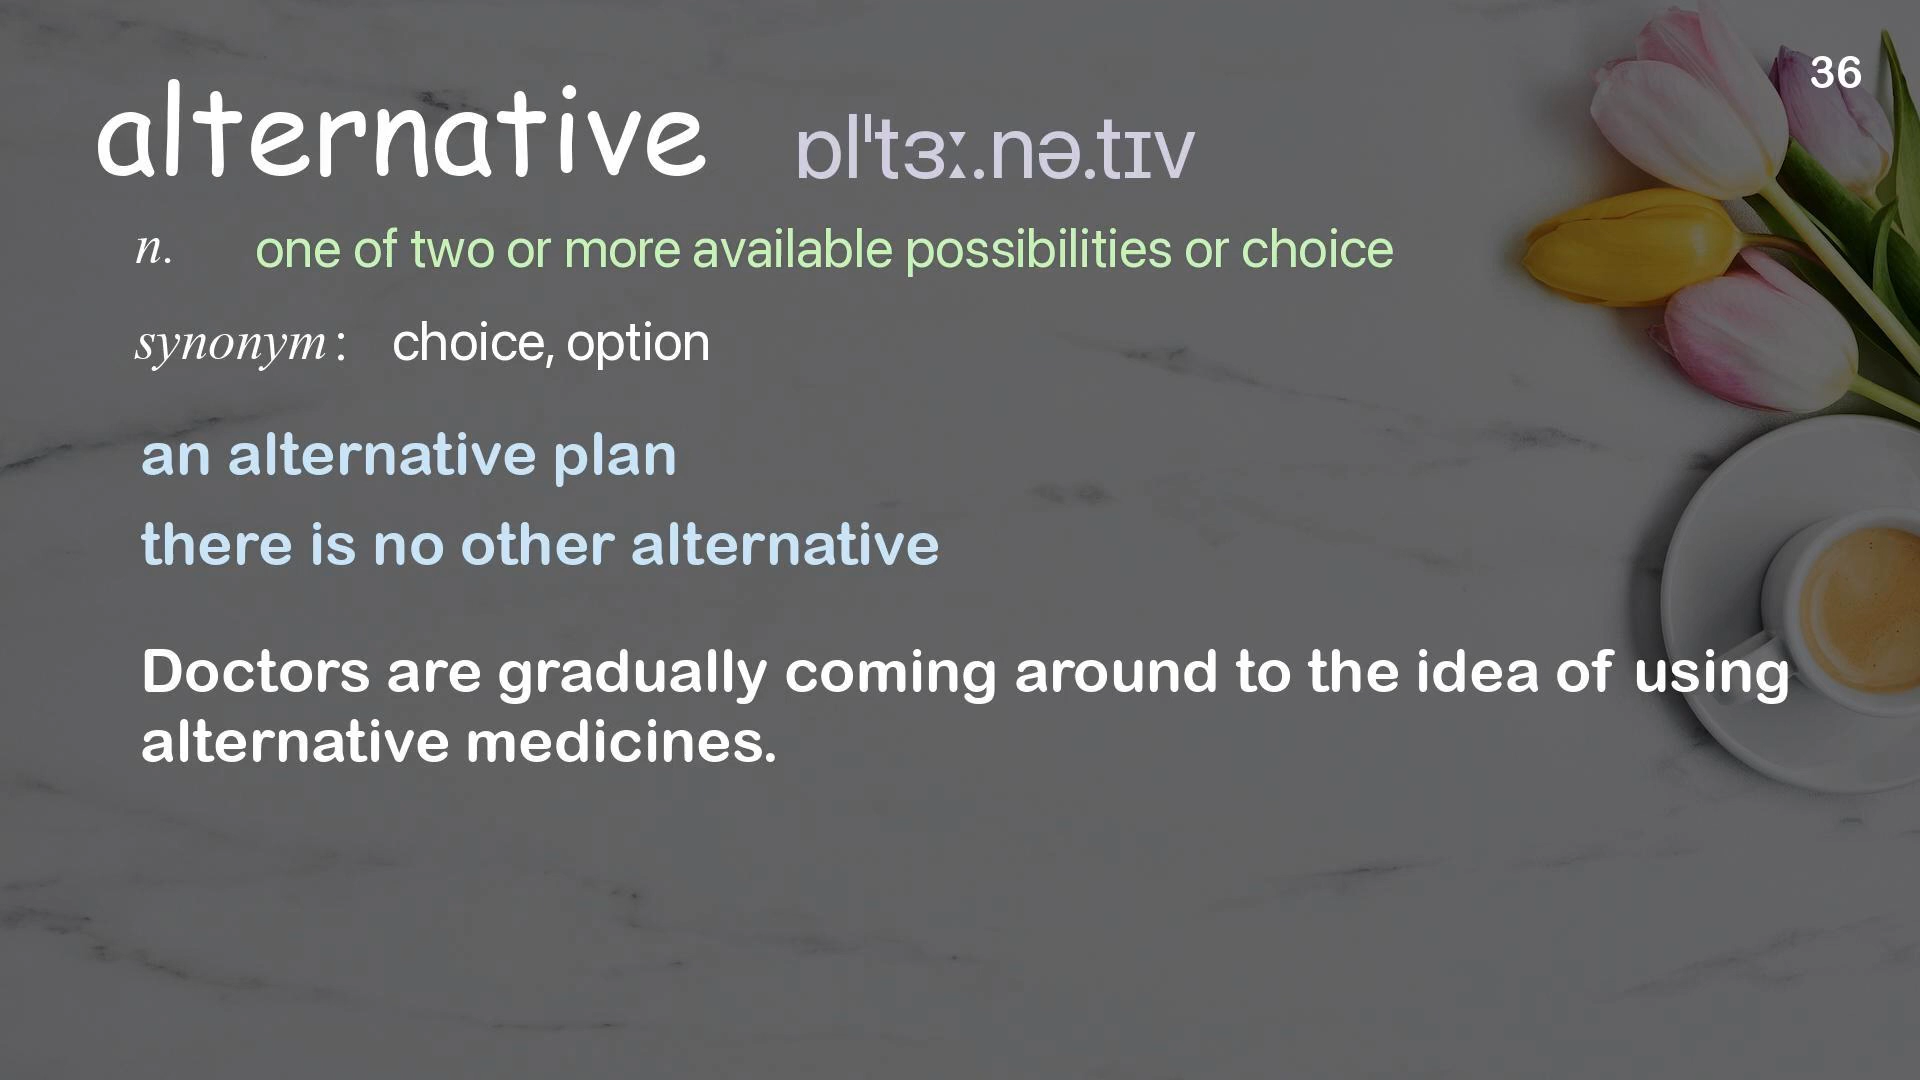 36
alternative ɒlˈtɜː.nə.tɪv
n. one of two or more available possibilities or choice
synonym: choice, option
an alternative plan
there is no other alternative
Doctors are gradually coming around to the idea of using
alternative medicines.